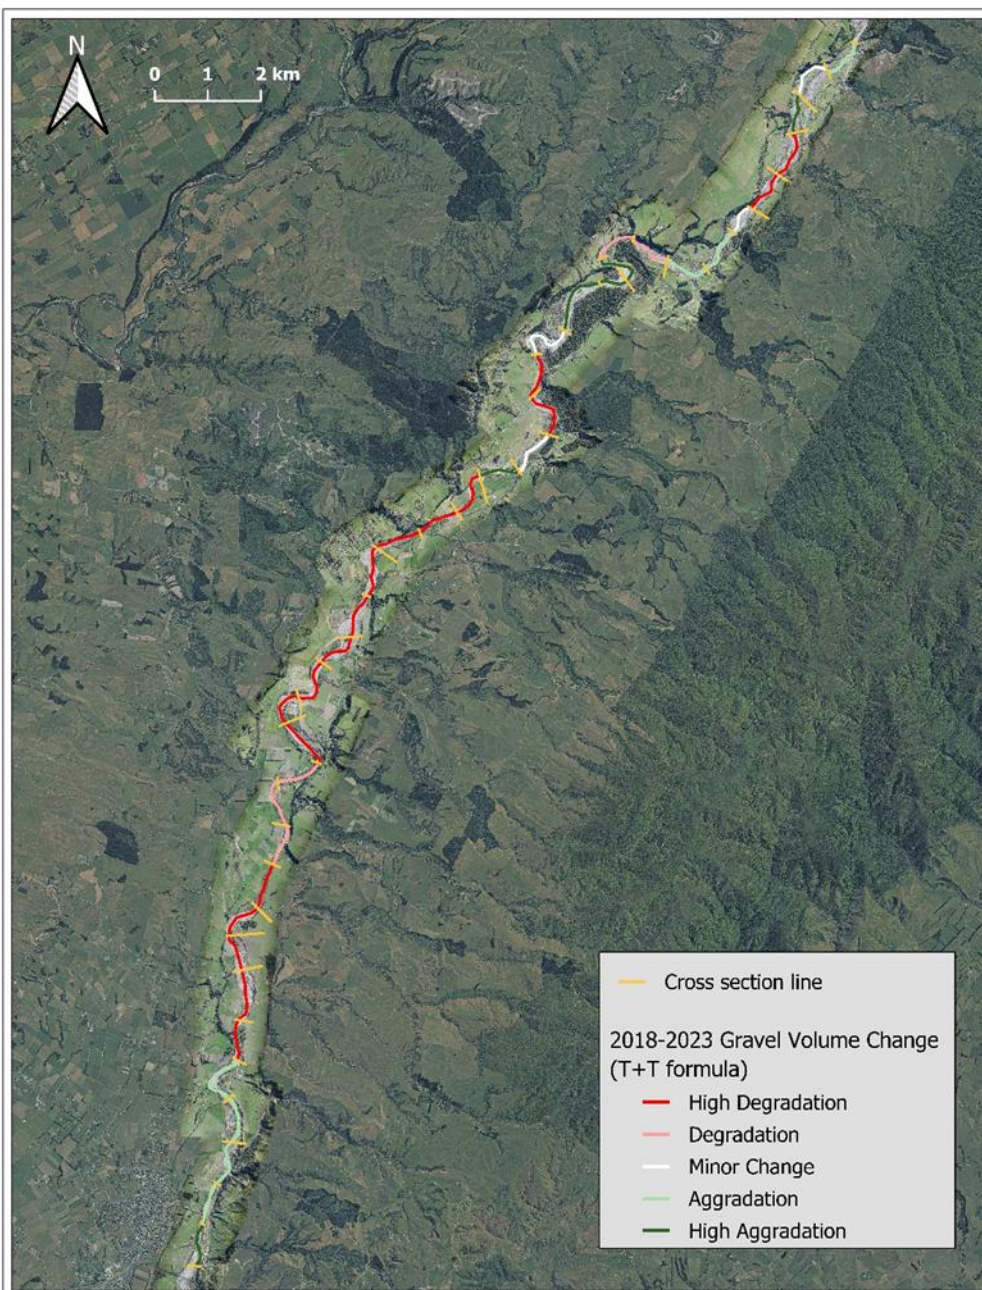 N
0 1 2 km
Cross section line
2018-2023 Gravel Volume Change
(T+T formula)
High Degradation
Degradation
Minor Change
Aggradation
High Aggradation